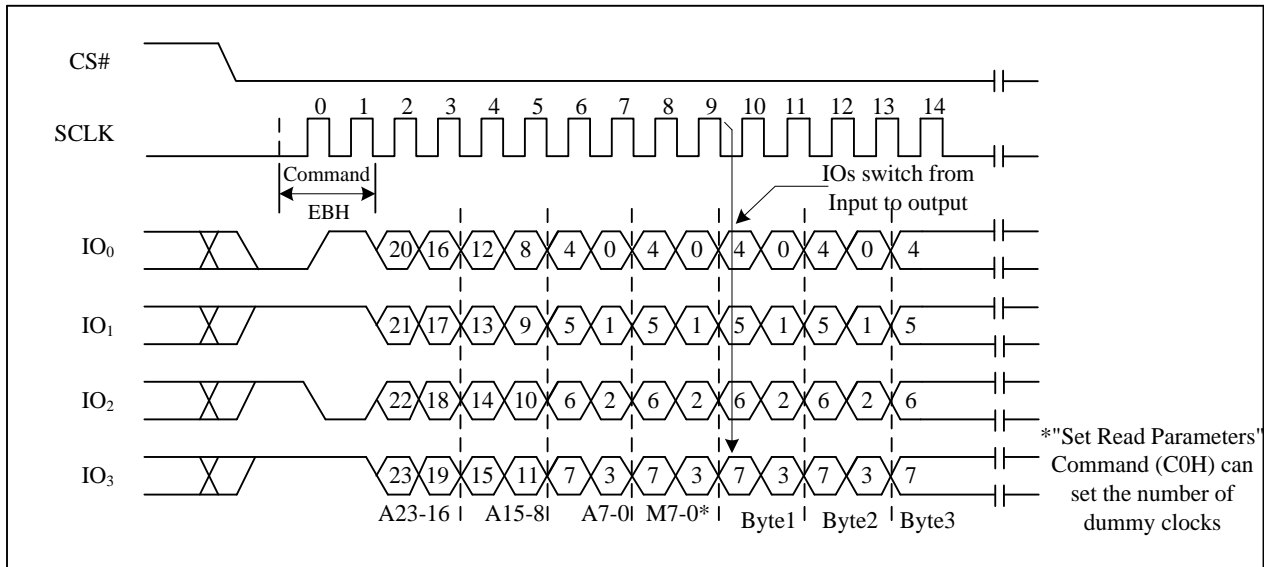 CS#
0 1 2 3 4 5 6 7 8 9 10 11 12 13 14
SCLK
Command
EBH
IOs switch from
Input to output
IO0 20 16 12 8 4 0 4 0 4 0 4 0 4
IO1 21 17 13 9 5 1 5 1 5 1 5 1 5
IO2 22 18 14 10 6 2 6 2 6 2 6 2 6
IO3 23 19 15 11 7 3 7 3 7 3 7 3 7
A23-16 A15-8 A7-0 M7-0* Byte1 Byte2 Byte3
*"Set Read Parameters"
Command (C0H) can
set the number of
dummy clocks